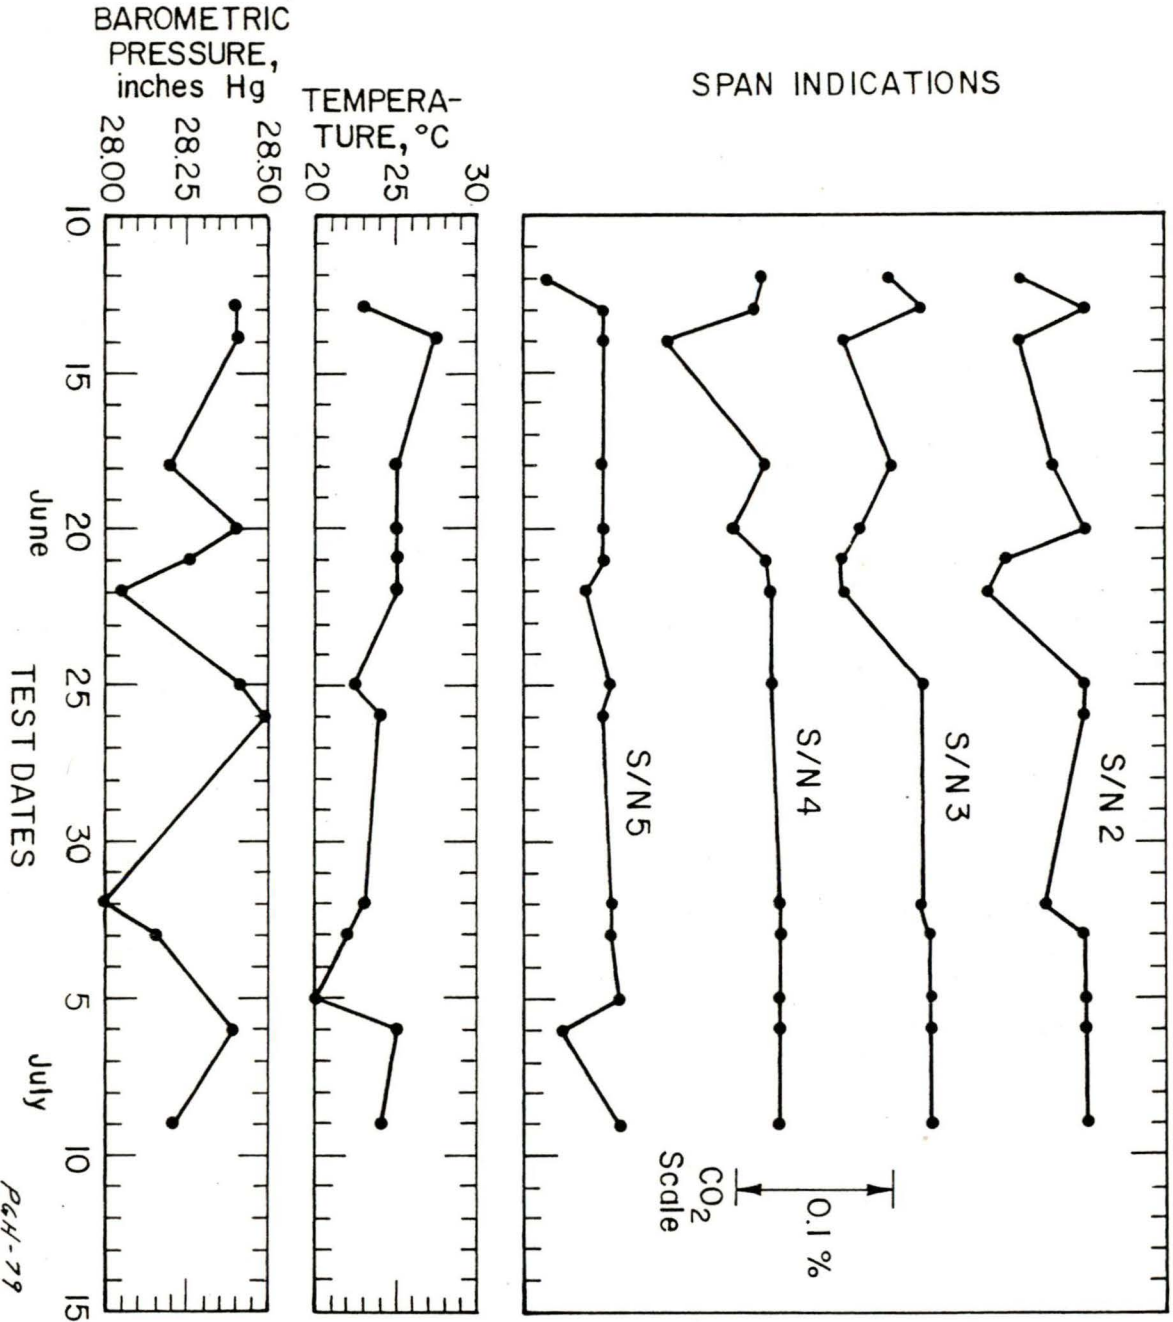 BAROMETRIC
PRESSURE,
inches Hg
28.00
28.25
28.50
TEMPERA-
TURE, °C
20
25
30
SPAN INDICATIONS
S/N 5
S/N 4
S/N 3
S/N 2
CO2
Scale
0.1 %
10
15
20
25
30
5
10
15
June
July
TEST DATES
PGH-79